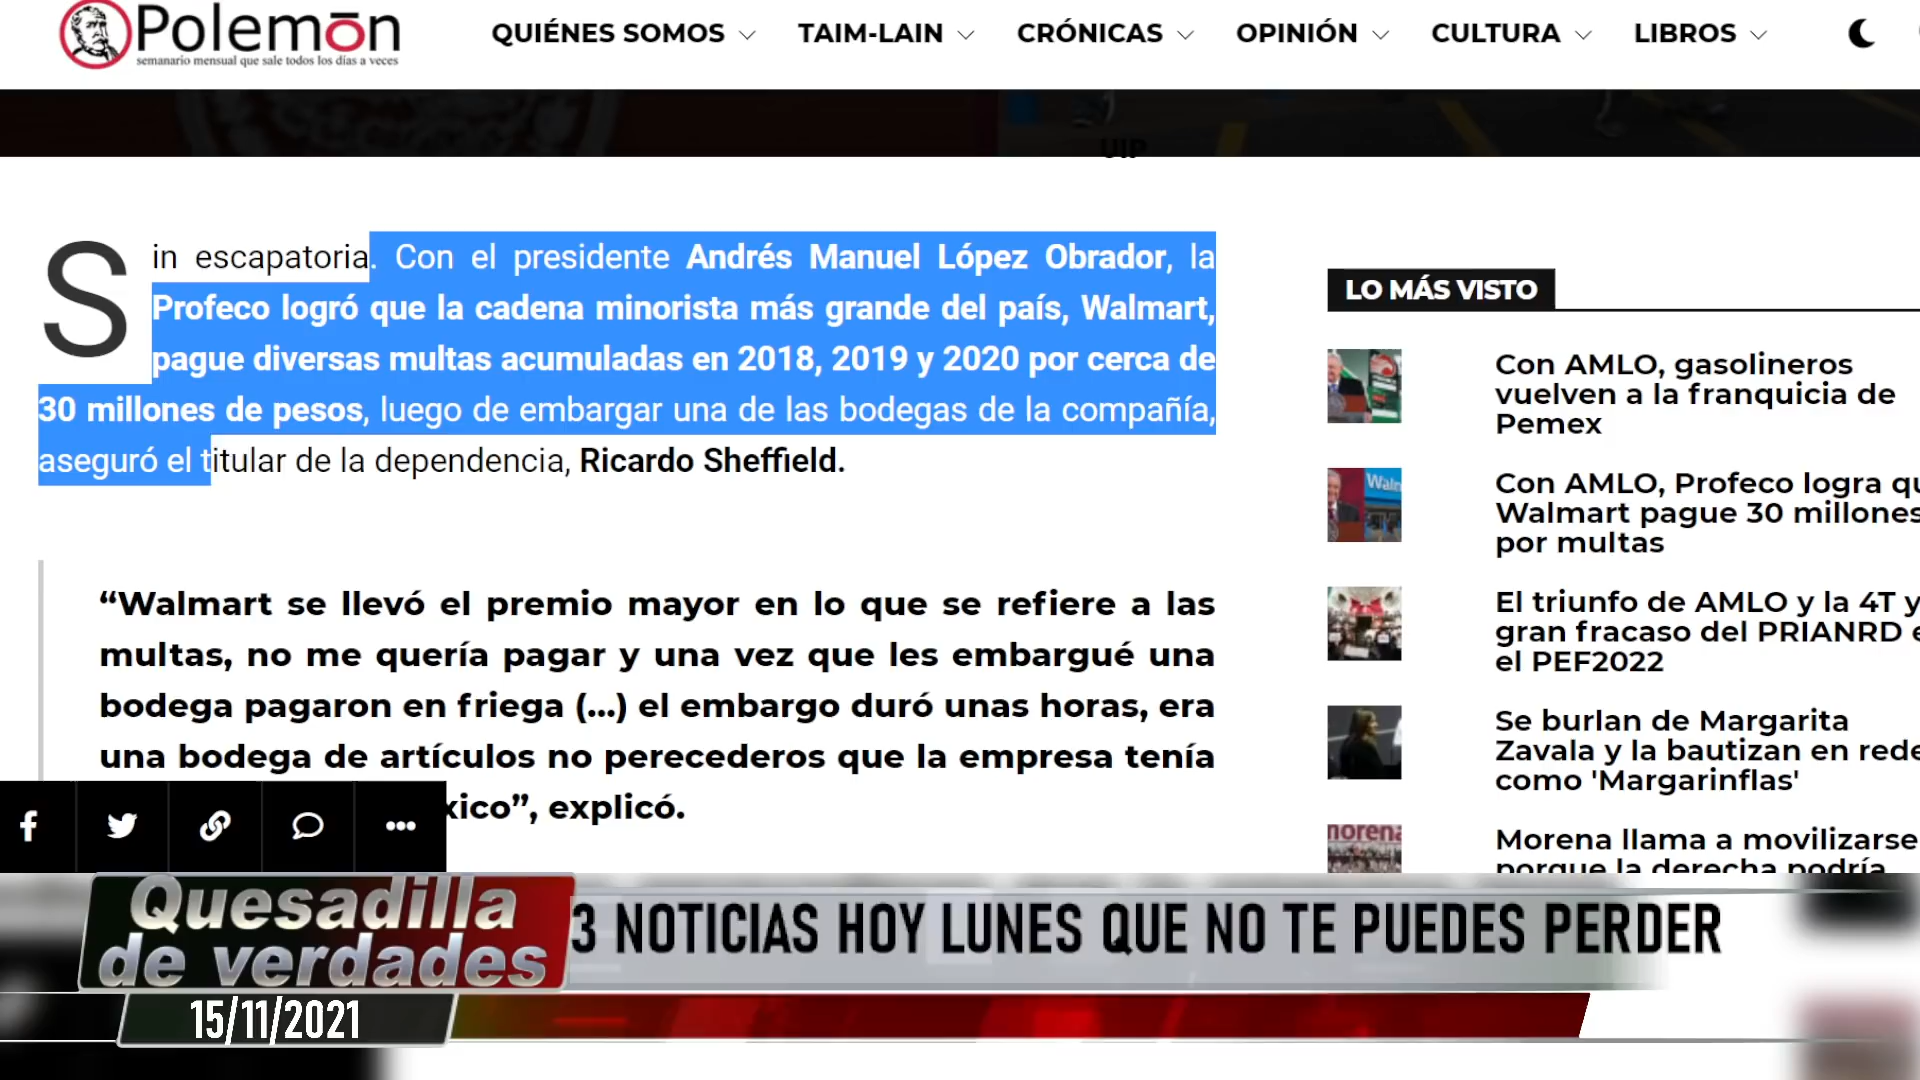 Polemōn
semanario mensual que sale todos los días a veces
QUIÉNES SOMOS
TAIM-LAIN
CRÓNICAS
OPINIÓN
CULTURA
LIBROS
UIP
Sin escapatoria. Con el presidente Andrés Manuel López Obrador, la
Profeco logró que la cadena minorista más grande del país, Walmart,
pague diversas multas acumuladas en 2018, 2019 y 2020 por cerca de
30 millones de pesos, luego de embargar una de las bodegas de la compañía,
aseguró el titular de la dependencia, Ricardo Sheffield.
“Walmart se llevó el premio mayor en lo que se refiere a las
multas, no me quería pagar y una vez que les embargué una
bodega pagaron en friega (...) el embargo duró unas horas, era
una bodega de artículos no perecederos que la empresa tenía
xico”, explicó.
LO MÁS VISTO
Con AMLO, gasolineros
vuelven a la franquicia de
Pemex
Con AMLO, Profeco logra qu
Walmart pague 30 millones
por multas
El triunfo de AMLO y la 4T y
gran fracaso del PRIANRD e
el PEF2022
Se burlan de Margarita
Zavala y la bautizan en rede
como 'Margarinflas'
Morena llama a movilizarse
porque la derecha podría
Quesadilla
de verdades
3 NOTICIAS HOY LUNES QUE NO TE PUEDES PERDER
15/11/2021